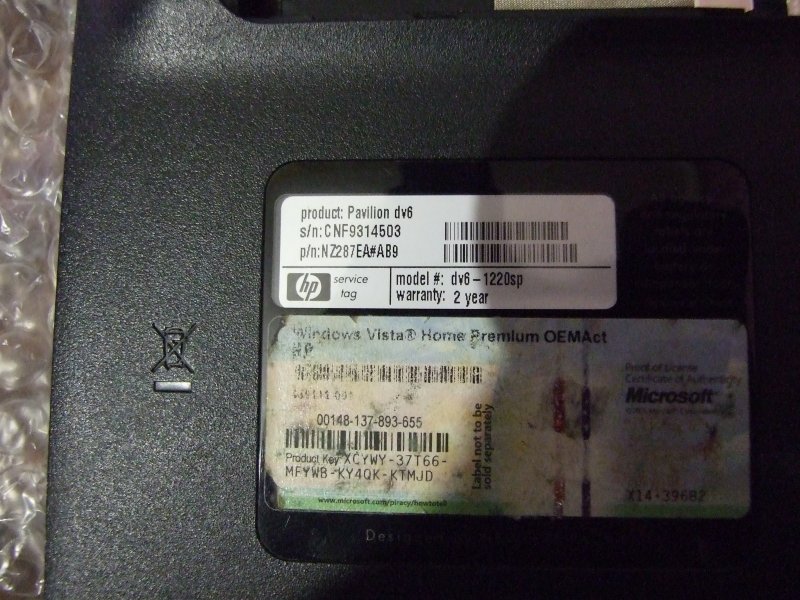 product: Pavilion dv6
s/n: CNF9314503
p/n:NZ287EA#AB9
hp
service
tag
model #: dv6-1220sp
warranty: 2 year
Windows Vista® Home Premium OEMAct
HP
00148-137-893-655
Product Key: XCYWY-37T66-
MFYWB-KY4QK-KTMJD
www.microsoft.com/piracy/howtotell
Label not to be
sold separately
Proof of License
Certificate of Authenticity
Microsoft®
X14-39682